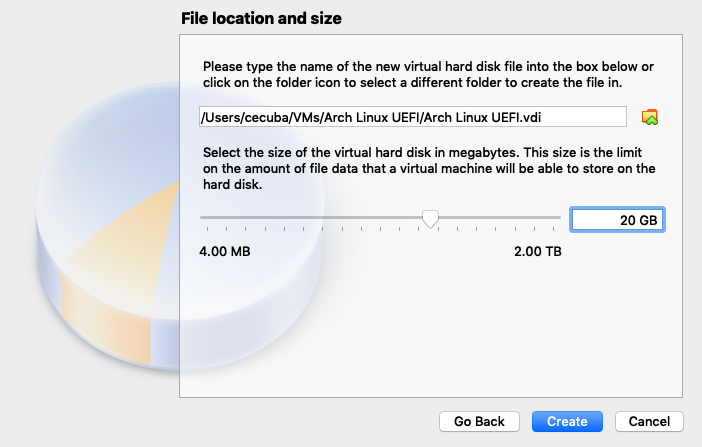 File location and size
Please type the name of the new virtual hard disk file into the box below or
click on the folder icon to select a different folder to create the file in.
/Users/cecuba/VMs/Arch Linux UEFI/Arch Linux UEFI.vdi
Select the size of the virtual hard disk in megabytes. This size is the limit
on the amount of file data that a virtual machine will be able to store on the
hard disk.
20 GB
4.00 MB 2.00 TB
Go Back Create Cancel